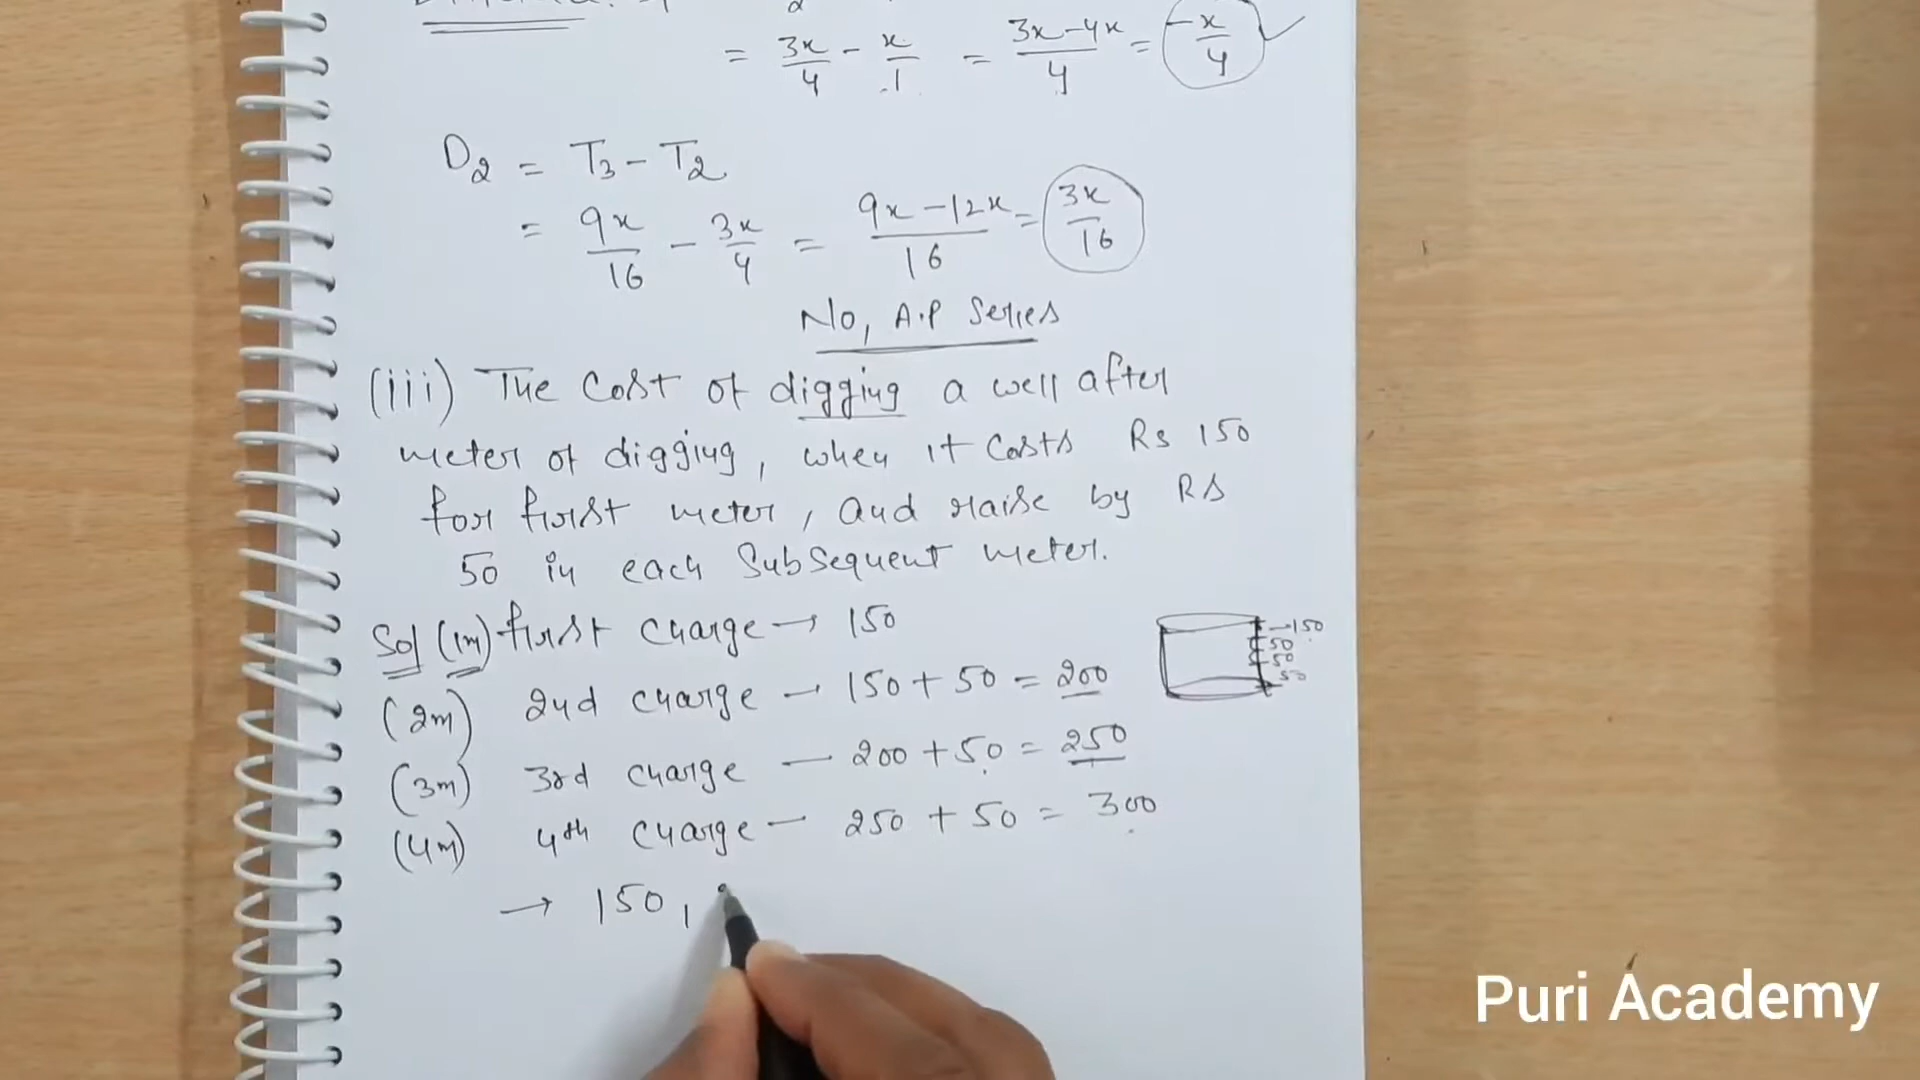 2
= 3x/4 - x/1 = 3x-4x/4 = -x/4
D2 = T3 - T2
= 9x/16 - 3x/4 = 9x-12x/16 = 3x/16
No, A.P Series
(iii) The Cost of digging a well after
meter of digging, when it Costs Rs 150
for first meter, and raise by Rs
50 in each Subsequent meter.
Sol (1m) first charge → 150
-150
50
50
50
(2m) 2nd charge → 150 + 50 = 200
(3m) 3rd charge — 200 + 50 = 250
(4m) 4th charge — 250 + 50 = 300
→ 150,
Puri Academy